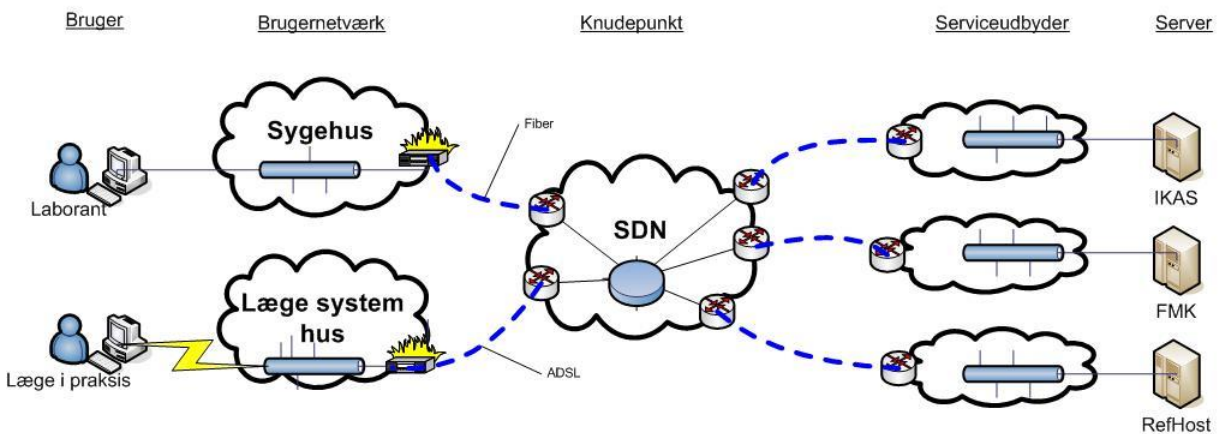 Bruger
Brugernetværk
Knudepunkt
Serviceudbyder
Server
Sygehus
Fiber
Laborant
SDN
IKAS
Læge system
hus
FMK
Læge i praksis
ADSL
RefHost